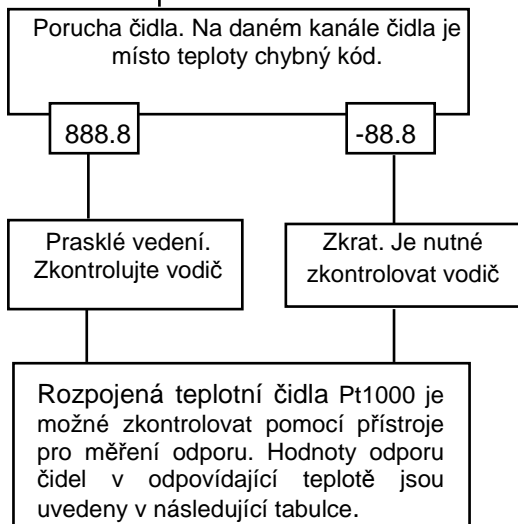 Porucha čidla. Na daném kanále čidla je
místo teploty chybný kód.
888.8
-88.8
Prasklé vedení.
Zkontrolujte vodič
Zkrat. Je nutné
zkontrolovat vodič
Rozpojená teplotní čidla Pt1000 je
možné zkontrolovat pomocí přístroje
pro měření odporu. Hodnoty odporu
čidel v odpovídající teplotě jsou
uvedeny v následující tabulce.